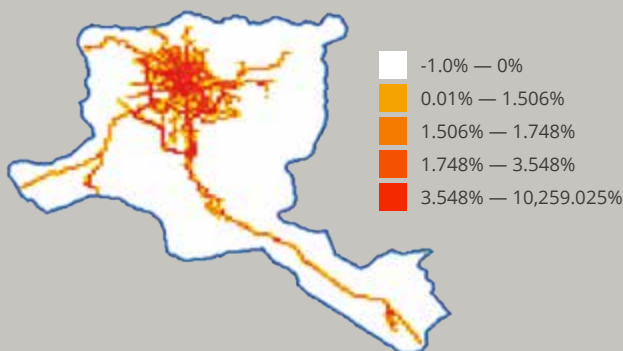 -1.0% — 0%
0.01% — 1.506%
1.506% — 1.748%
1.748% — 3.548%
3.548% — 10,259.025%